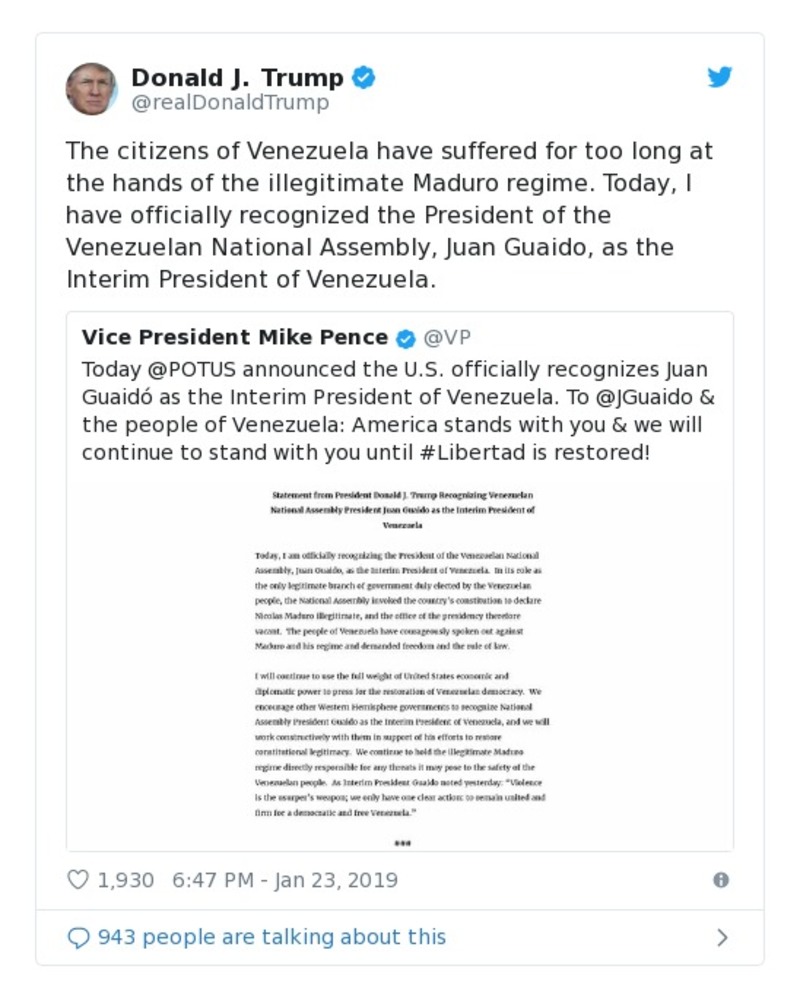 Donald J. Trump
@realDonaldTrump
The citizens of Venezuela have suffered for too long at
the hands of the illegitimate Maduro regime. Today, I
have officially recognized the President of the
Venezuelan National Assembly, Juan Guaido, as the
Interim President of Venezuela.
Vice President Mike Pence @VP
Today @POTUS announced the U.S. officially recognizes Juan
Guaidó as the Interim President of Venezuela. To @JGuaido &
the people of Venezuela: America stands with you & we will
continue to stand with you until #Libertad is restored!
Statement from President Donald J. Trump Recognizing Venezuelan
National Assembly President Juan Guaido as the Interim President of
Venezuela
Today, I am officially recognizing the President of the Venezuelan National
Assembly, Juan Guaido, as the Interim President of Venezuela. In its role as
the only legitimate branch of government duly elected by the Venezuelan
people, the National Assembly invoked the country's constitution to declare
Nicolas Maduro illegitimate, and the office of the presidency therefore
vacant. The people of Venezuela have courageously spoken out against
Maduro and his regime and demanded freedom and the rule of law.
I will continue to use the full weight of United States economic and
diplomatic power to press for the restoration of Venezuelan democracy. We
encourage other Western Hemisphere governments to recognize National
Assembly President Guaido as the Interim President of Venezuela, and we will
work constructively with them in support of his efforts to restore
constitutional legitimacy. We continue to hold the illegitimate Maduro
regime directly responsible for any threats it may pose to the safety of the
Venezuelan people. As Interim President Guaido noted yesterday: "Violence
is the usurper's weapon; we only have one clear action: to remain united and
firm for a democratic and free Venezuela."
###
1,930 6:47 PM - Jan 23, 2019
943 people are talking about this